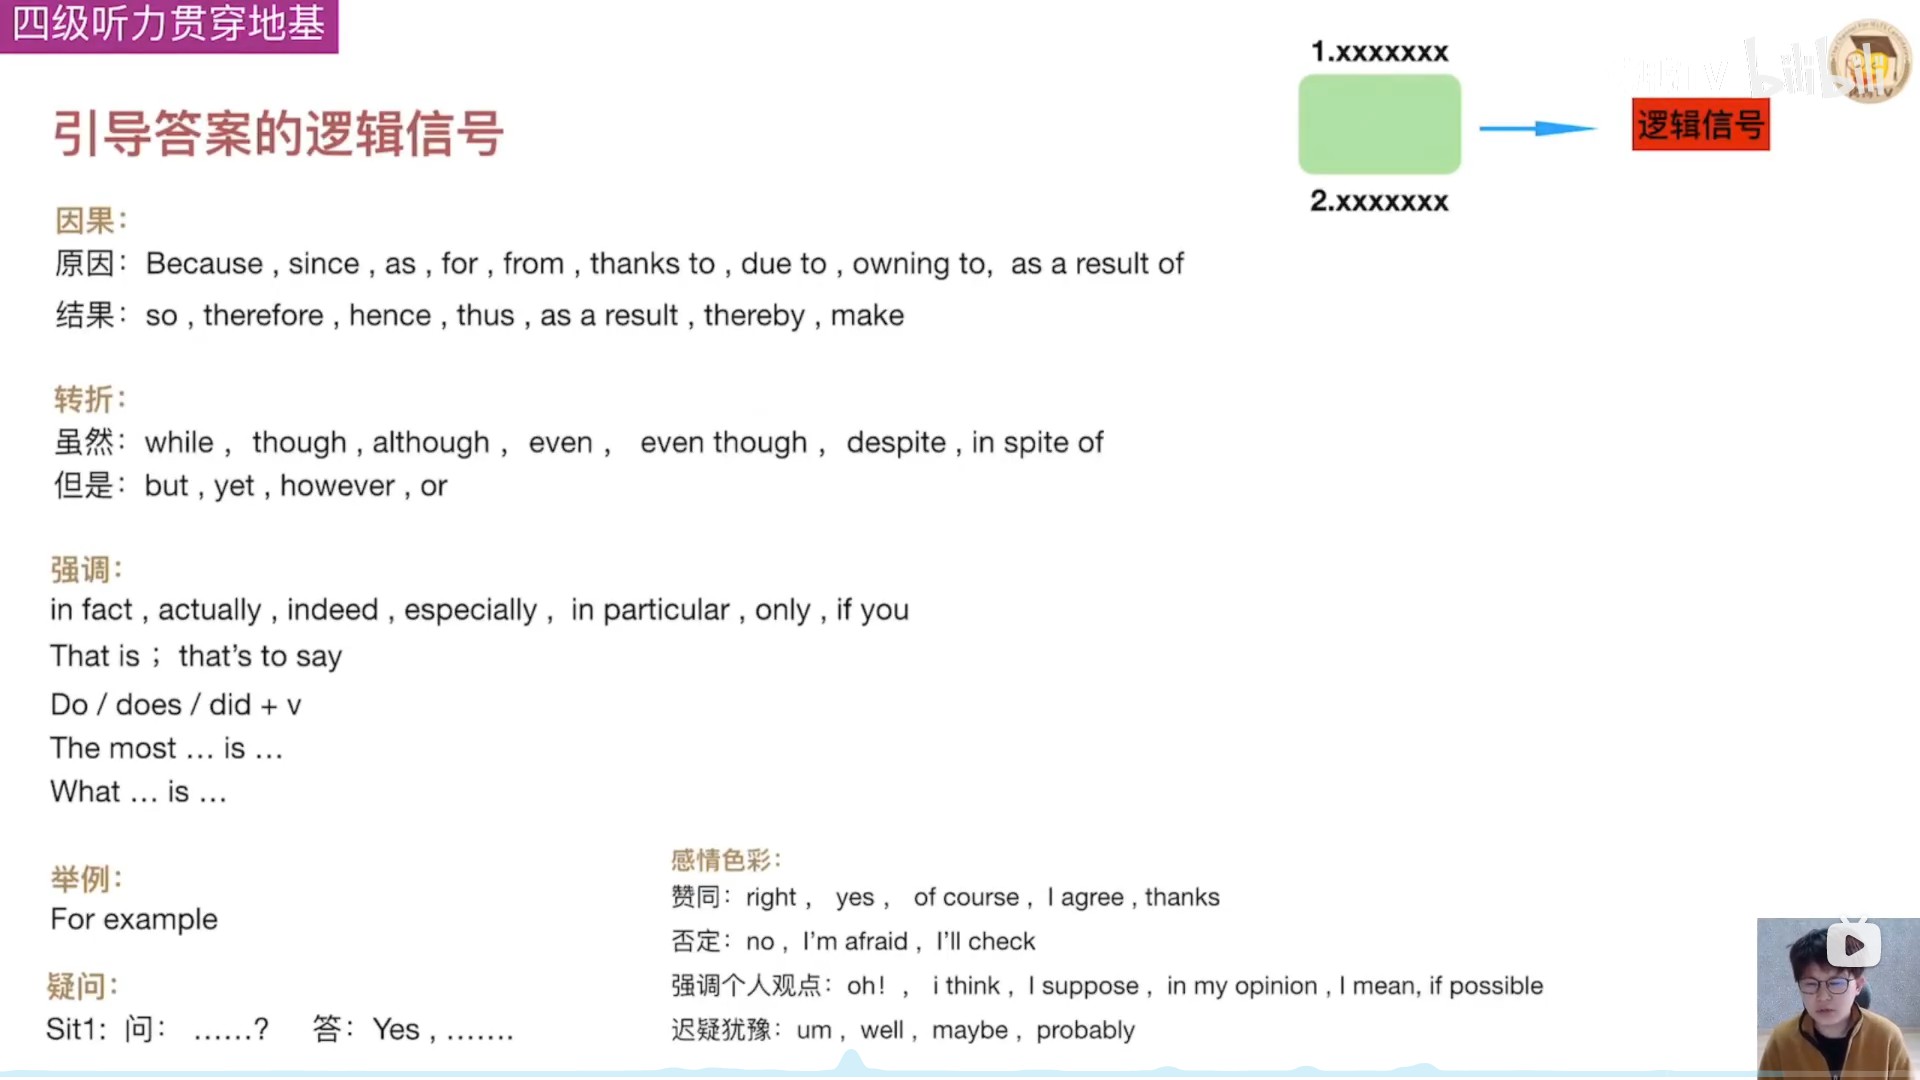 四级听力贯穿地基
1.xxxxxxx
bilibili
逻辑信号
2.xxxxxxx
引导答案的逻辑信号
因果：
原因：Because , since , as , for , from , thanks to , due to , owning to, as a result of
结果：so , therefore , hence , thus , as a result , thereby , make
转折：
虽然：while , though , although , even , even though , despite , in spite of
但是：but , yet , however , or
强调：
in fact , actually , indeed , especially , in particular , only , if you
That is ; that’s to say
Do / does / did + v
The most … is …
What … is …
举例：
For example
疑问：
Sit1: 问： ……? 答：Yes , …….
感情色彩：
赞同：right , yes , of course , I agree , thanks
否定：no , I’m afraid , I’ll check
强调个人观点：oh! , i think , I suppose , in my opinion , I mean, if possible
迟疑犹豫：um , well , maybe , probably